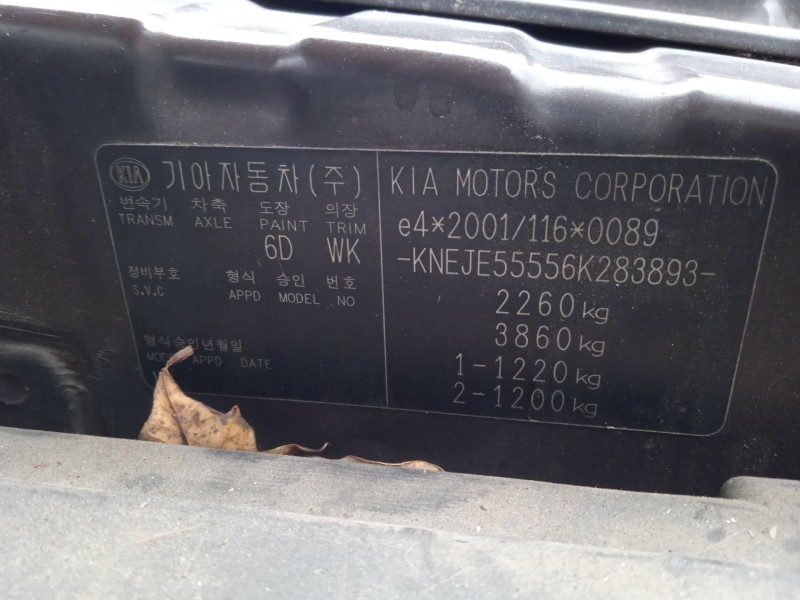 KIA 기아자동차(주)
변속기 차축 도장 의장
TRANSM AXLE PAINT TRIM
6D WK
정비부호 형식 승인 번호
S.V.C APPD MODEL NO
형식승인년월일
APPD DATE
KIA MOTORS CORPORATION
e4*2001/116*0089
-KNEJE55556K283893-
2260kg
3860kg
1-1220kg
2-1200kg